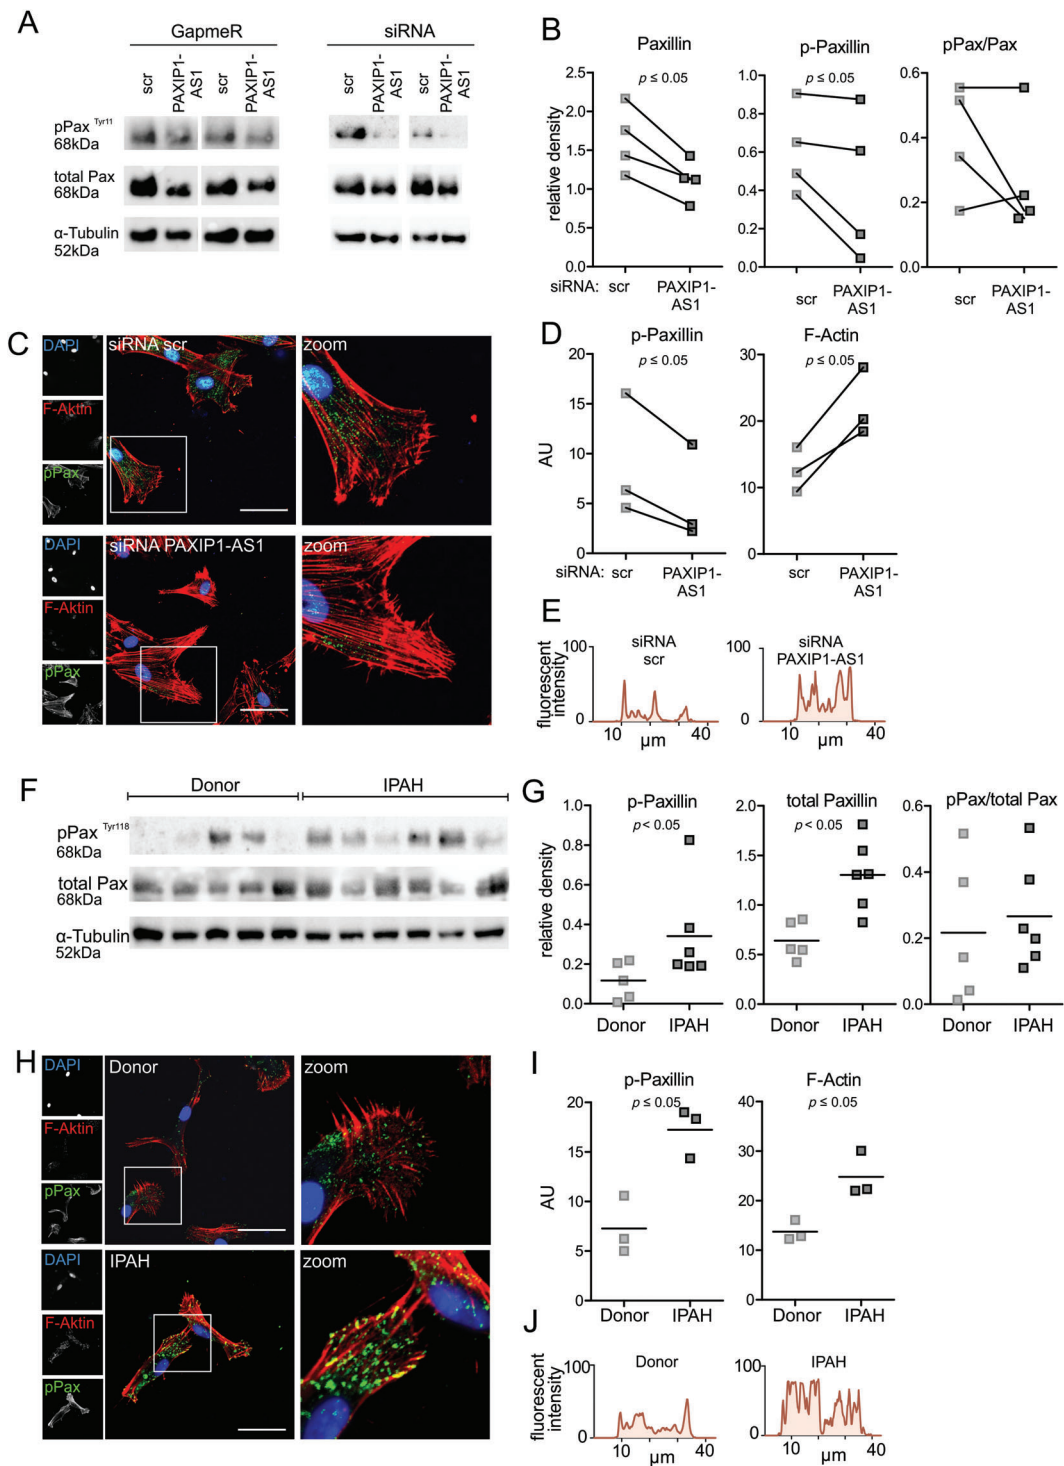 A
GapmeR
siRNA
scr
PAXIP1-
AS1
scr
PAXIP1-
AS1
scr
PAXIP1-
AS1
scr
PAXIP1-
AS1
pPax Tyr11
68kDa
total Pax
68kDa
α-Tubulin
52kDa
B
Paxillin
p-Paxillin
pPax/Pax
p ≤ 0.05
p ≤ 0.05
relative density
2.5
2.0
1.5
1.0
0.5
0.0
1.0
0.8
0.6
0.4
0.2
0.0
0.6
0.4
0.2
0.0
siRNA: scr PAXIP1-
AS1
scr PAXIP1-
AS1
scr PAXIP1-
AS1
C
DAPI
F-Aktin
pPax
siRNA scr
zoom
DAPI
F-Aktin
pPax
siRNA PAXIP1-AS1
zoom
D
p-Paxillin
F-Actin
p ≤ 0.05
p ≤ 0.05
AU
20
15
10
5
0
30
20
10
0
siRNA: scr PAXIP1-
AS1
scr PAXIP1-
AS1
E
siRNA
scr
siRNA
PAXIP1-AS1
fluorescent
intensity
100
0
10 40
µm
100
0
10 40
µm
F
Donor
IPAH
pPax Tyr118
68kDa
total Pax
68kDa
α-Tubulin
52kDa
G
p-Paxillin
total Paxillin
pPax/total Pax
p < 0.05
p < 0.05
relative density
1.0
0.8
0.6
0.4
0.2
0.0
2.0
1.5
1.0
0.5
0.0
0.6
0.4
0.2
0.0
Donor IPAH
Donor IPAH
Donor IPAH
H
DAPI
F-Aktin
pPax
Donor
zoom
DAPI
F-Aktin
pPax
IPAH
zoom
I
p-Paxillin
F-Actin
p ≤ 0.05
p ≤ 0.05
AU
20
15
10
5
0
40
30
20
10
0
Donor IPAH
Donor IPAH
J
Donor
IPAH
fluorescent
intensity
100
0
10 40
µm
100
0
10 40
µm